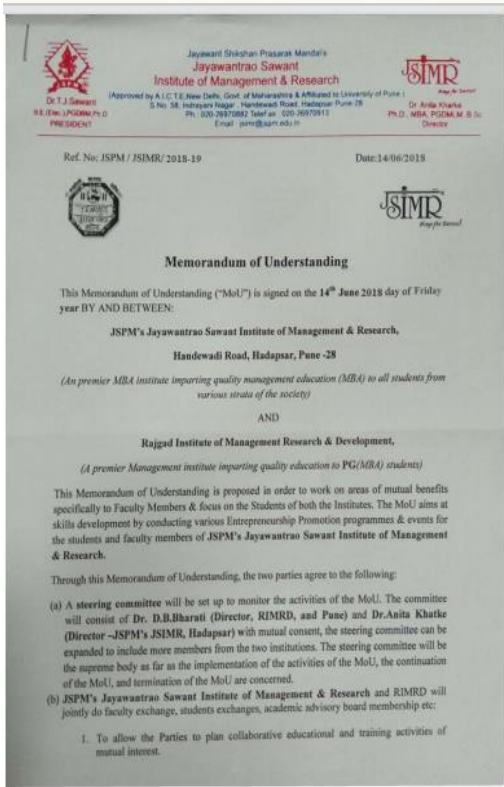 Jayawant Shikshan Prasarak Mandal's
Jayawantrao Sawant
Institute of Management & Research
(Approved by A.I.C.T.E, New Delhi, Govt. of Maharashtra & Affiliated to University of Pune)
S.No. 58, Indrayani Nagar, Handewadi Road, Hadapsar Pune-28
Ph : 020-26970882 Telefax : 020-26970913
Email :
Dr.T.J.Sawant
B.E.(Elec.),PGDBM,Ph.D
PRESIDENT
JSIMR
Dr. Anita Khatke
Ph.D., MBA, PGDM, M.B.Sc
Director
Ref. No: JSPM / JSIMR/ 2018-19
Date:14/06/2018
JSIMR
Memorandum of Understanding
This Memorandum of Understanding ("MoU") is signed on the 14th June 2018 day of Friday
year BY AND BETWEEN:
JSPM's Jayawantrao Sawant Institute of Management & Research,
Handewadi Road, Hadapsar, Pune -28
(An premier MBA institute imparting quality management education (MBA) to all students from
various strata of the society)
AND
Rajgad Institute of Management Research & Development,
(A premier Management institute imparting quality education to PG(MBA) students)
This Memorandum of Understanding is proposed in order to work on areas of mutual benefits
specifically to Faculty Members & focus on the Students of both the Institutes. The MoU aims at
skills development by conducting various Entrepreneurship Promotion programmes & events for
the students and faculty members of JSPM's Jayawantrao Sawant Institute of Management
& Research.
Through this Memorandum of Understanding, the two parties agree to the following:
(a) A steering committee will be set up to monitor the activities of the MoU. The committee
will consist of Dr. D.B.Bharati (Director, RIMRD, and Pune) and Dr.Anita Khatke
(Director –JSPM's JSIMR, Hadapsar) with mutual consent, the steering committee can be
expanded to include more members from the two institutions. The steering committee will be
the supreme body as far as the implementation of the activities of the MoU, the continuation
of the MoU, and termination of the MoU are concerned.
(b) JSPM's Jayawantrao Sawant Institute of Management & Research and RIMRD will
jointly do faculty exchange, students exchanges, academic advisory board membership etc:
1. To allow the Parties to plan collaborative educational and training activities of
mutual interest.